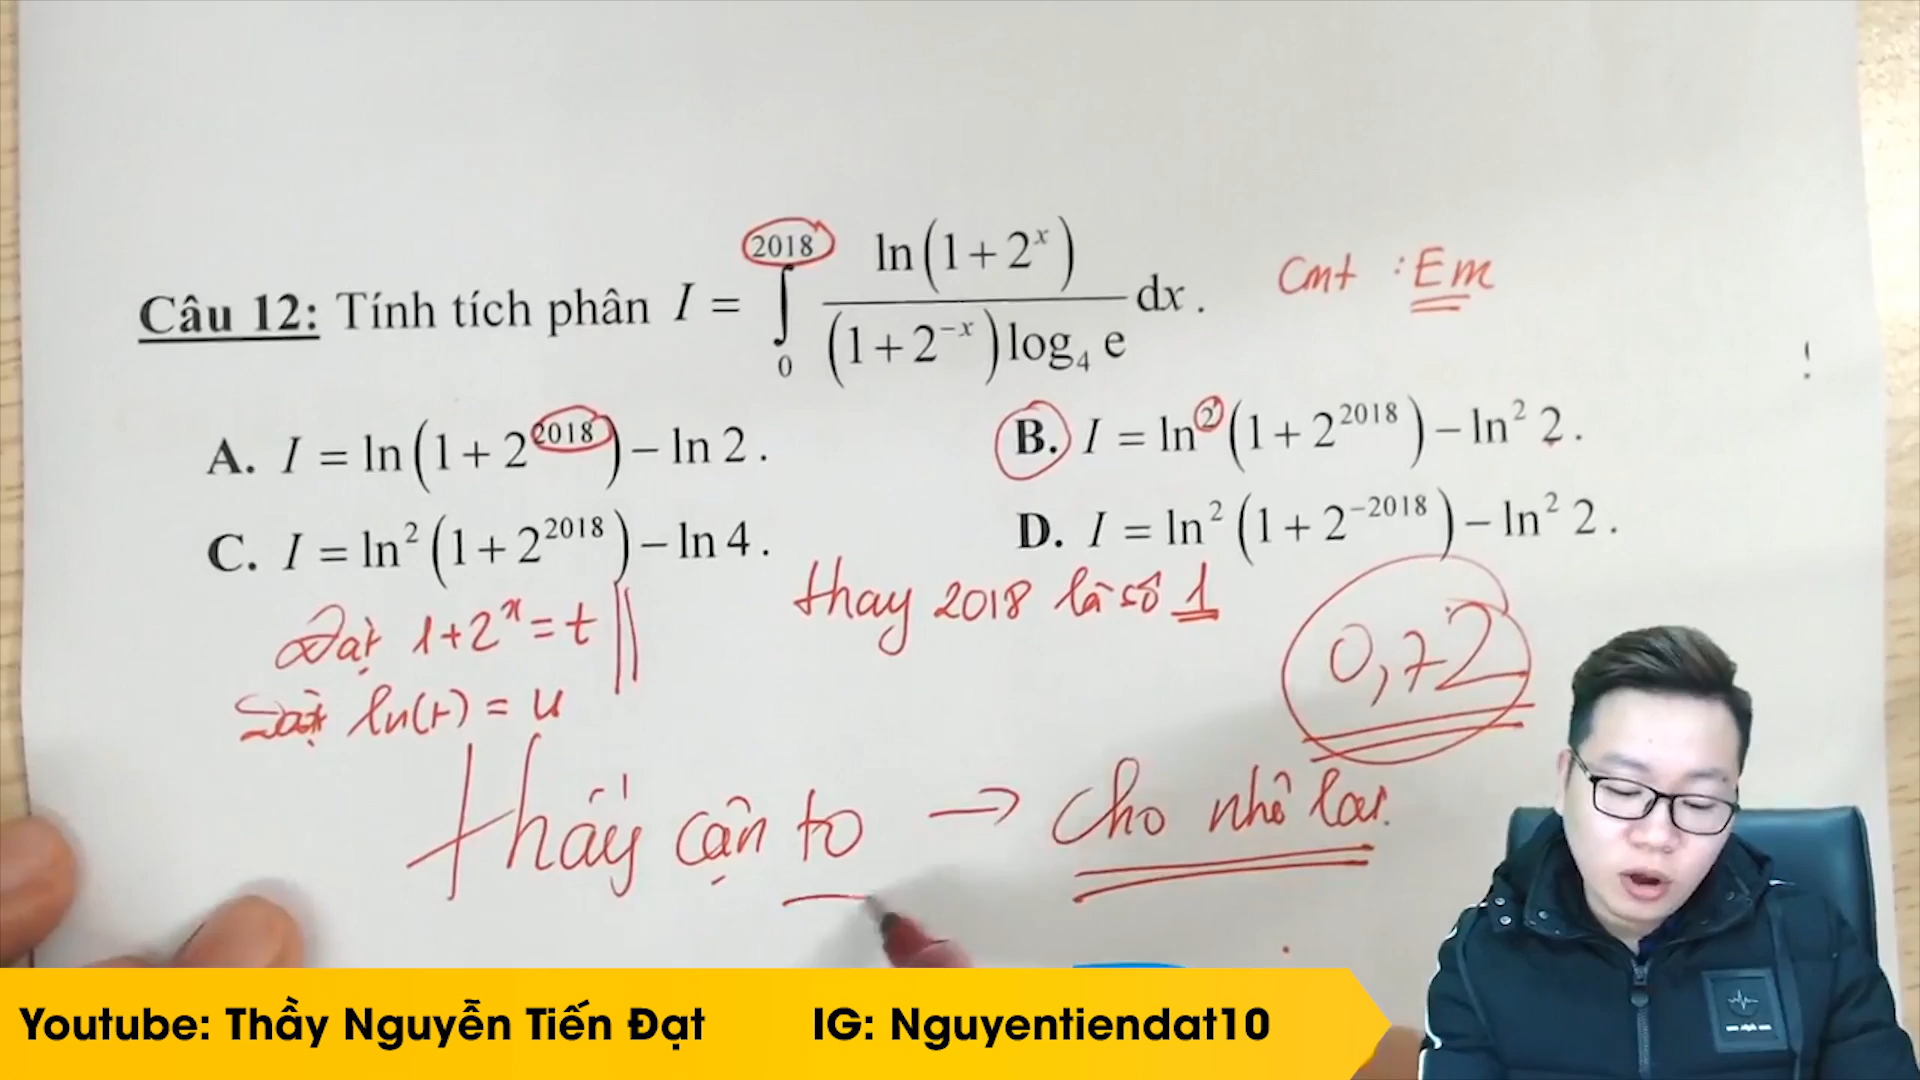 Câu 12: Tính tích phân I = ∫₀²⁰¹⁸ ln(1+2ˣ) / ((1+2⁻ˣ)log₄ e) dx.
Cmt : Em
!
A. I = ln(1+2²⁰¹⁸) − ln 2.
B. I = ln²(1+2²⁰¹⁸) − ln² 2.
C. I = ln²(1+2²⁰¹⁸) − ln 4.
D. I = ln²(1+2⁻²⁰¹⁸) − ln² 2.
Đặt 1+2ˣ = t
thay 2018 là số 1
0,72
ln(t) = u
thấy cận to → cho nhỏ lại.
Youtube: Thầy Nguyễn Tiến Đạt
IG: Nguyentiendat10